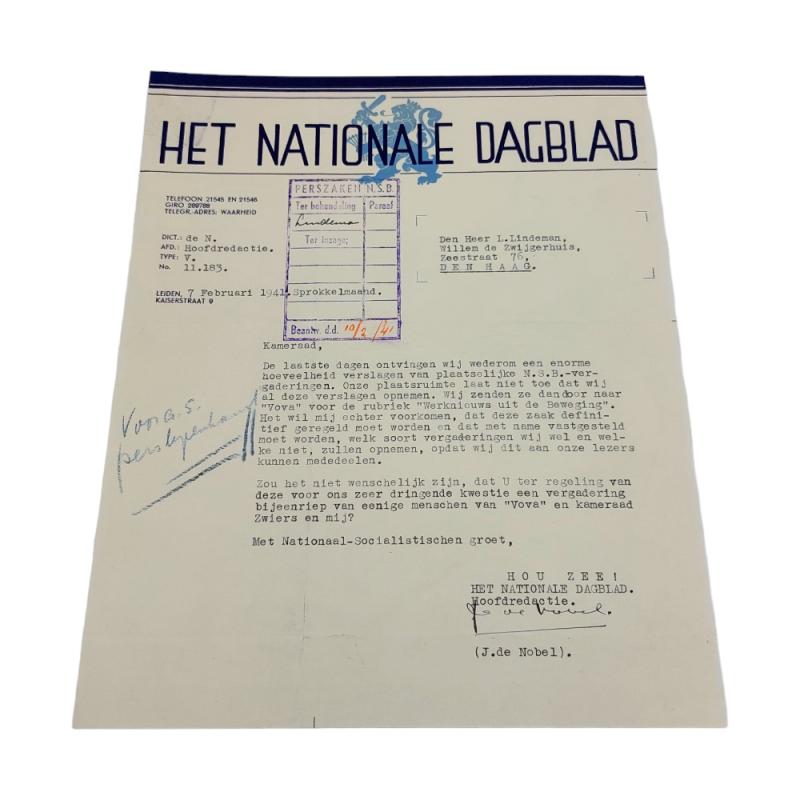 HET NATIONALE DAGBLAD
TELEFOON 21545 EN 21546
GIRO 289788
TELEGR.-ADRES: WAARHEID
DICT.: de N.
AFD.: Hoofdredactie.
TYPE: V.
No. 11.183.
LEIDEN, 7 Februari 1941. Sprokkelmaand.
KAISERSTRAAT 9
PERSZAKEN N.S.B.
Ter behandeling Paraaf
Lindeman
Ter inzage:
Beantw. d.d. 10/2/41
Den Heer L.Lindeman,
Willem de Zwijgerhuis,
Zeestraat 76,
DEN HAAG.
Kameraad,
De laatste dagen ontvingen wij wederom een enorme
hoeveelheid verslagen van plaatselijke N.S.B.-ver-
gaderingen. Onze plaatsruimte laat niet toe dat wij
al deze verslagen opnemen. Wij zenden ze dandoor naar
"Vova" voor de rubriek "Werknieuws uit de Beweging".
Het wil mij echter voorkomen, dat deze zaak defini-
tief geregeld moet worden en dat met name vastgesteld
moet worden, welk soort vergaderingen wij wel en wel-
ke niet, zullen opnemen, opdat wij dit aan onze lezers
kunnen mededeelen.
Zou het niet wenschelijk zijn, dat U ter regeling van
deze voor ons zeer dringende kwestie een vergadering
bijeenriep van eenige menschen van "Vova" en kameraad
Zwiers en mij?
Met Nationaal-Socialistischen groet,
HOU ZEE!
HET NATIONALE DAGBLAD.
Hoofdredactie.
J. de Nobel.
(J.de Nobel).